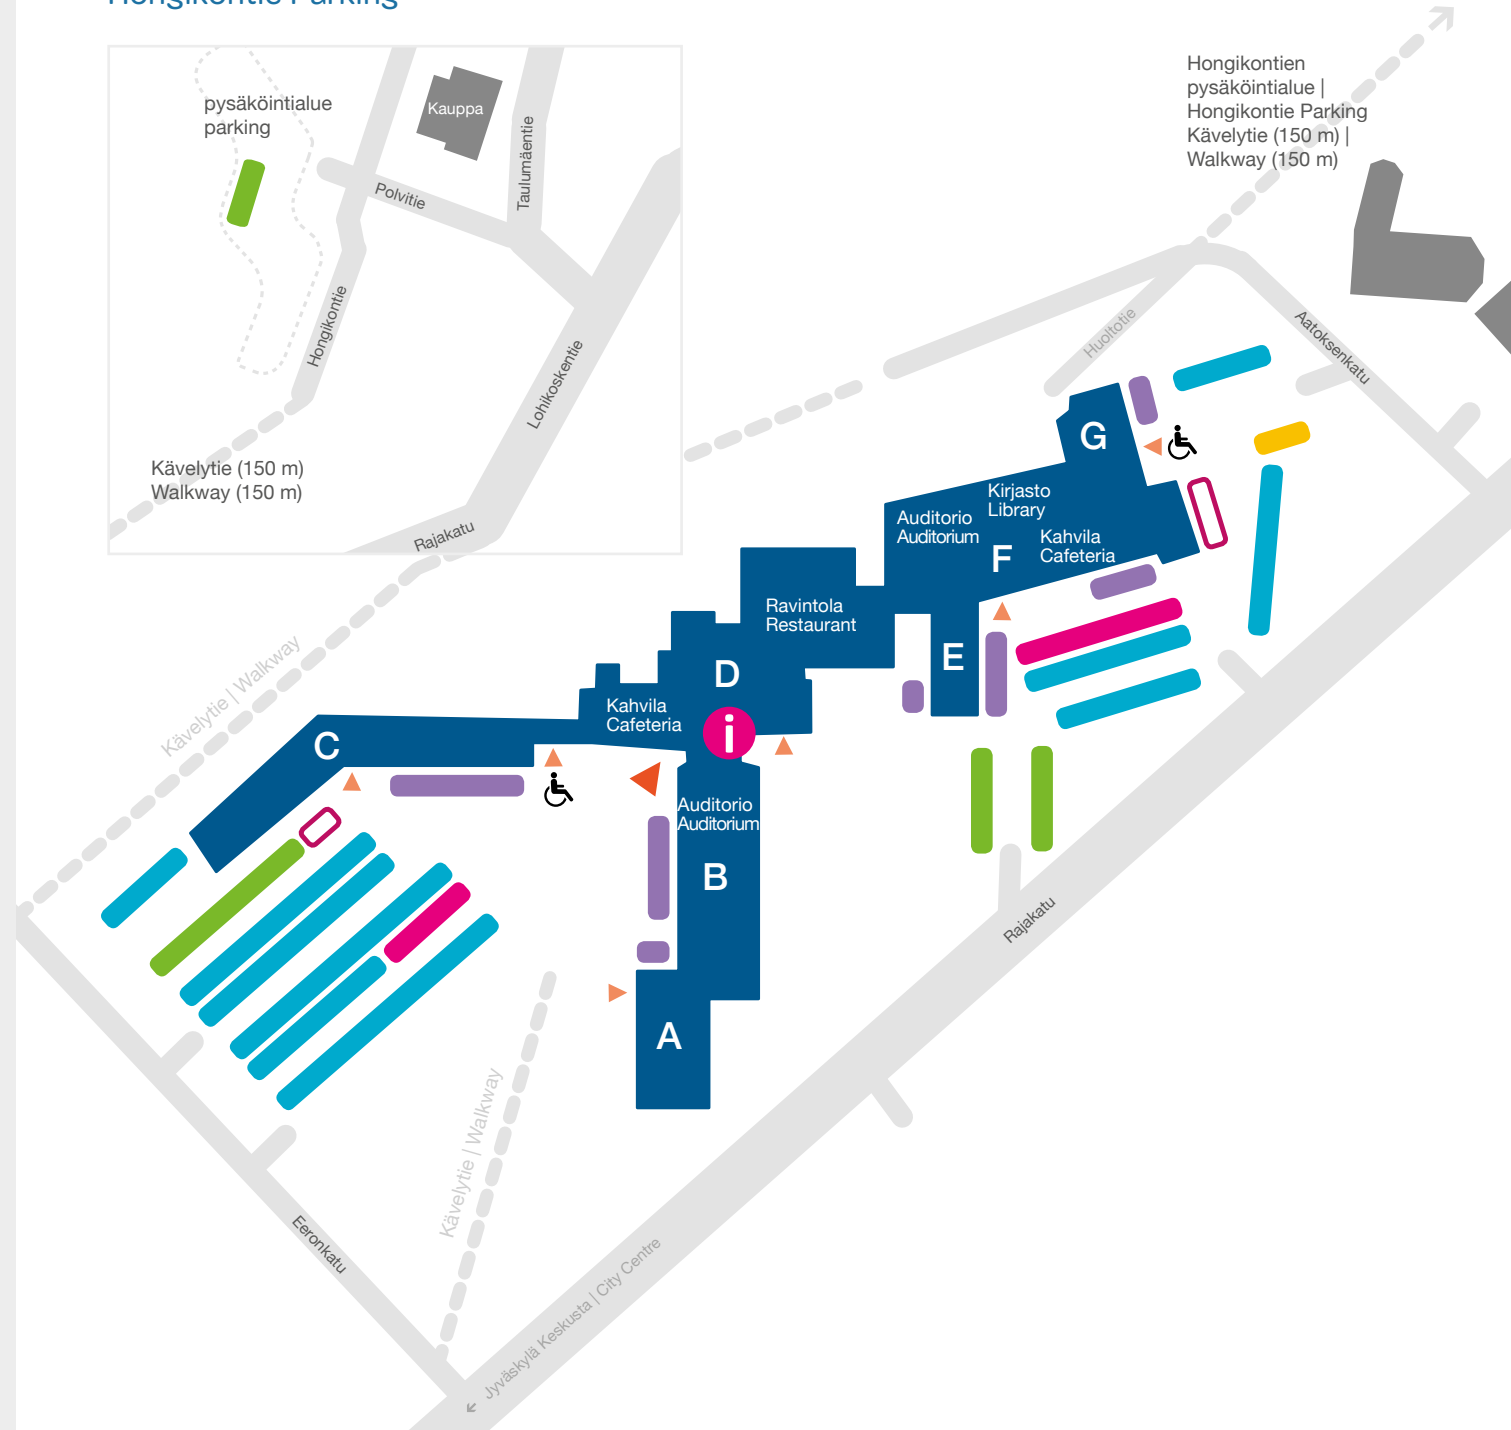 Hongikontie Parking
pysäköintialue
parking
Kauppa
Taulumäentie
Polvitie
Hongikontie
Lohikoskentie
Kävelytie (150 m)
Walkway (150 m)
Rajakatu
Hongikontien
pysäköintialue |
Hongikontie Parking
Kävelytie (150 m) |
Walkway (150 m)
Huoltotie
Aatoksenkatu
G
Kirjasto
Library
Auditorio
Auditorium
F
Kahvila
Cafeteria
Ravintola
Restaurant
E
D
Kahvila
Cafeteria
i
C
Kävelytie | Walkway
Auditorio
Auditorium
B
A
Rajakatu
Kävelytie | Walkway
Eeronkatu
Jyväskylä Keskusta | City Centre